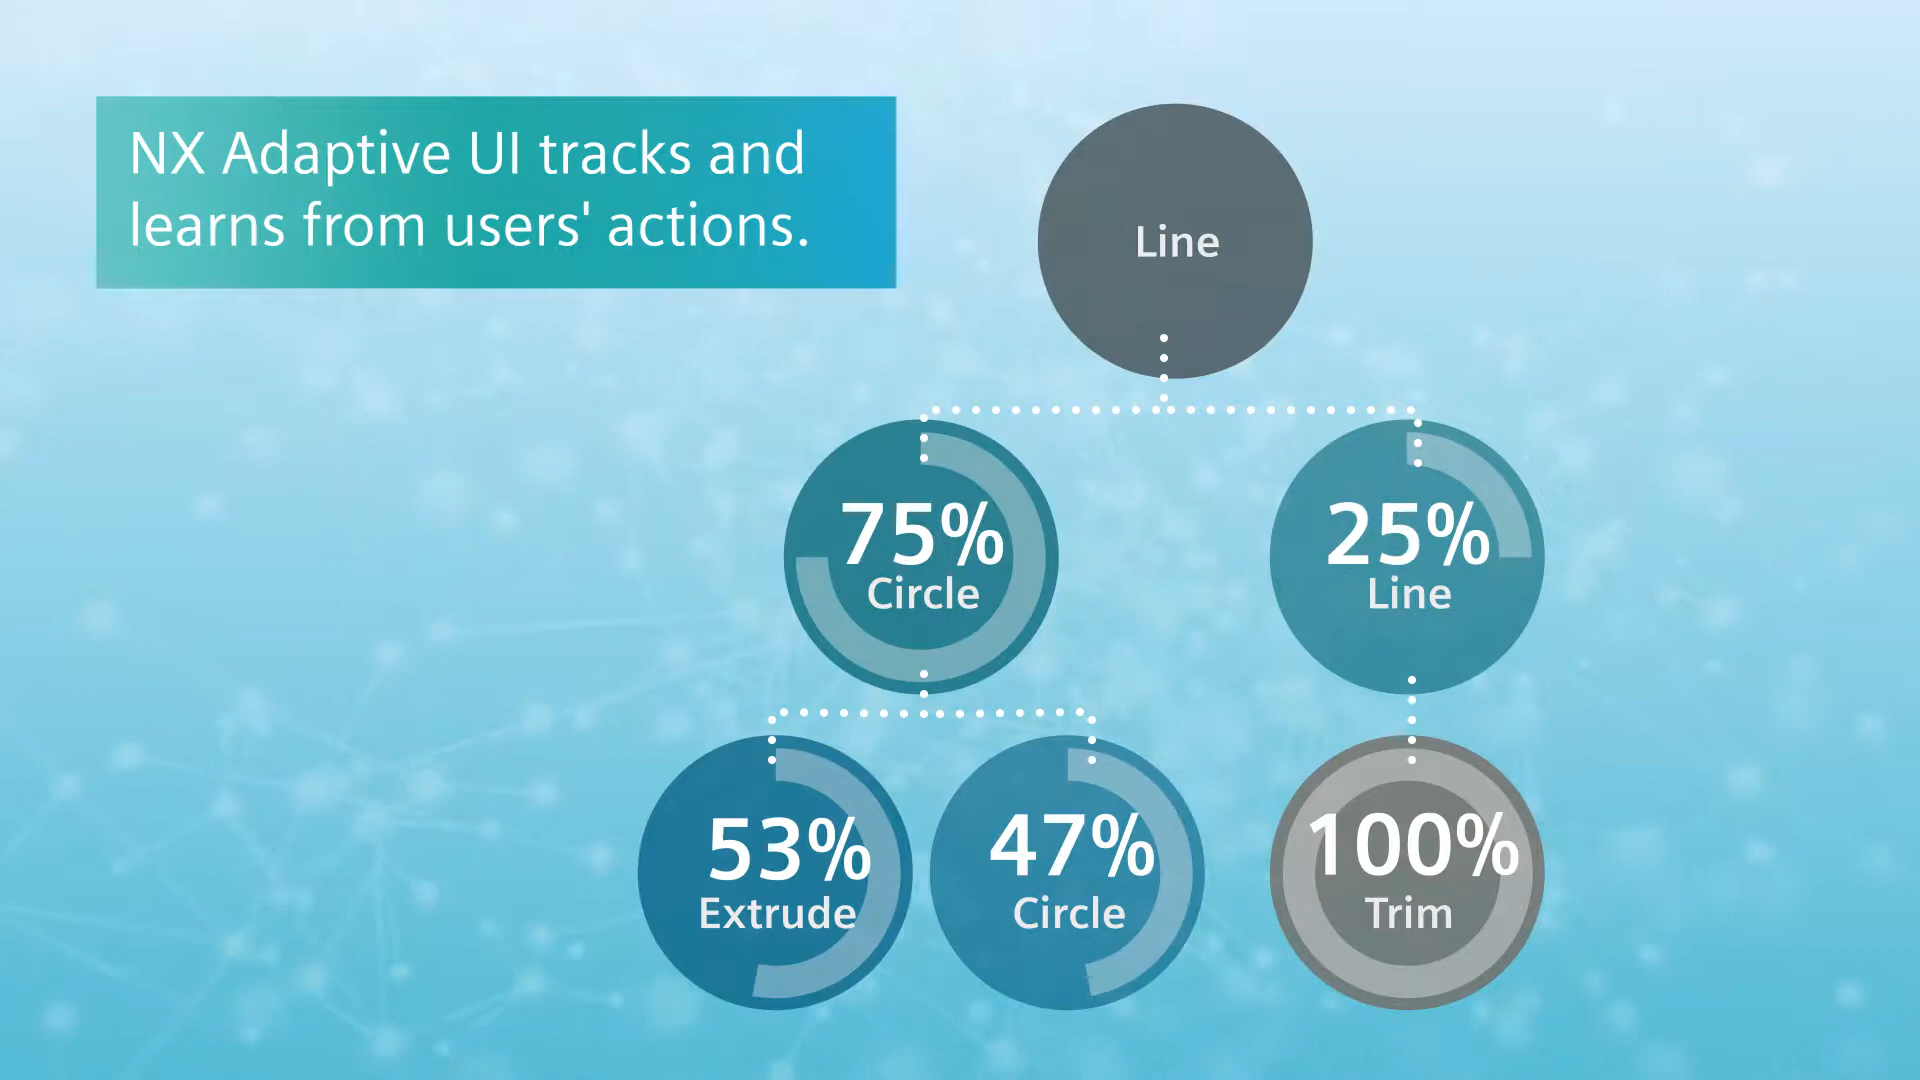 NX Adaptive UI tracks and
learns from users' actions.
Line
75%
Circle
25%
Line
53%
Extrude
47%
Circle
100%
Trim